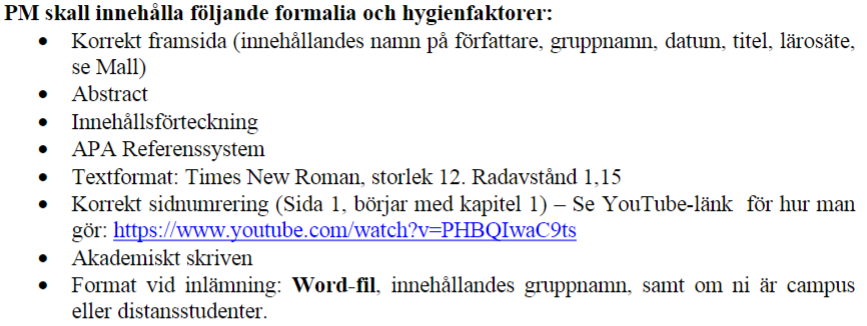 PM skall innehålla följande formalia och hygienfaktorer:
• Korrekt framsida (innehållandes namn på författare, gruppnamn, datum, titel, lärosäte,
se Mall)
• Abstract
• Innehållsförteckning
• APA Referenssystem
• Textformat: Times New Roman, storlek 12. Radavstånd 1,15
• Korrekt sidnumrering (Sida 1, börjar med kapitel 1) – Se YouTube-länk för hur man
gör: https://www.youtube.com/watch?v=PHBQIwaC9ts
• Akademiskt skriven
• Format vid inlämning: Word-fil, innehållandes gruppnamn, samt om ni är campus
eller distansstudenter.